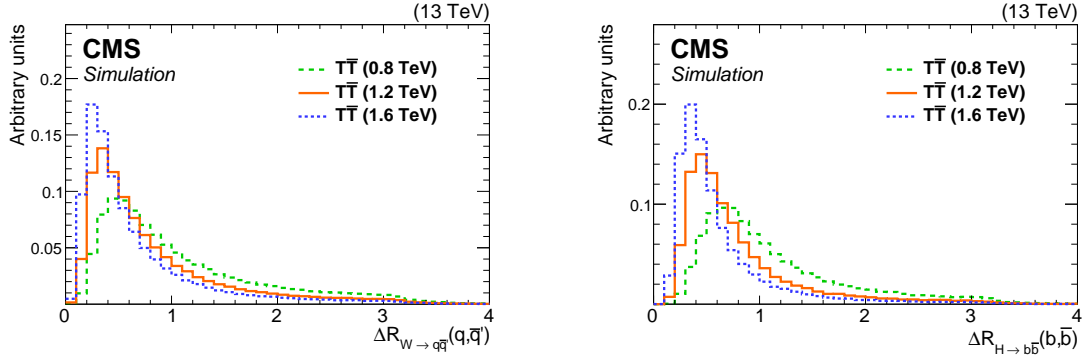 (13 TeV)
Arbitrary units
CMS
Simulation
TT̅ (0.8 TeV)
TT̅ (1.2 TeV)
TT̅ (1.6 TeV)
0.2
0.15
0.1
0.05
0 1 2 3 4
ΔR W → qq̅' (q,q̅')
(13 TeV)
Arbitrary units
CMS
Simulation
TT̅ (0.8 TeV)
TT̅ (1.2 TeV)
TT̅ (1.6 TeV)
0.2
0.1
0 1 2 3 4
ΔR H → bb̅ (b,b̅)